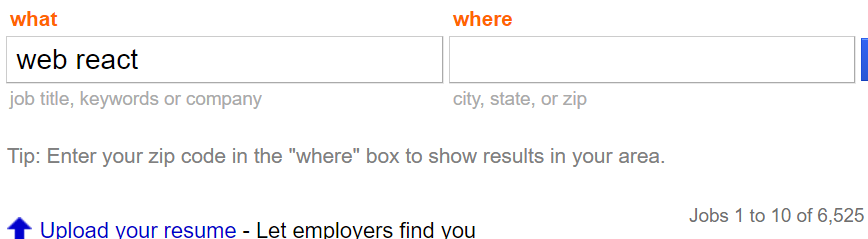 what where
web react
job title, keywords or company city, state, or zip
Tip: Enter your zip code in the "where" box to show results in your area.
Jobs 1 to 10 of 6,525
Upload your resume - Let employers find you